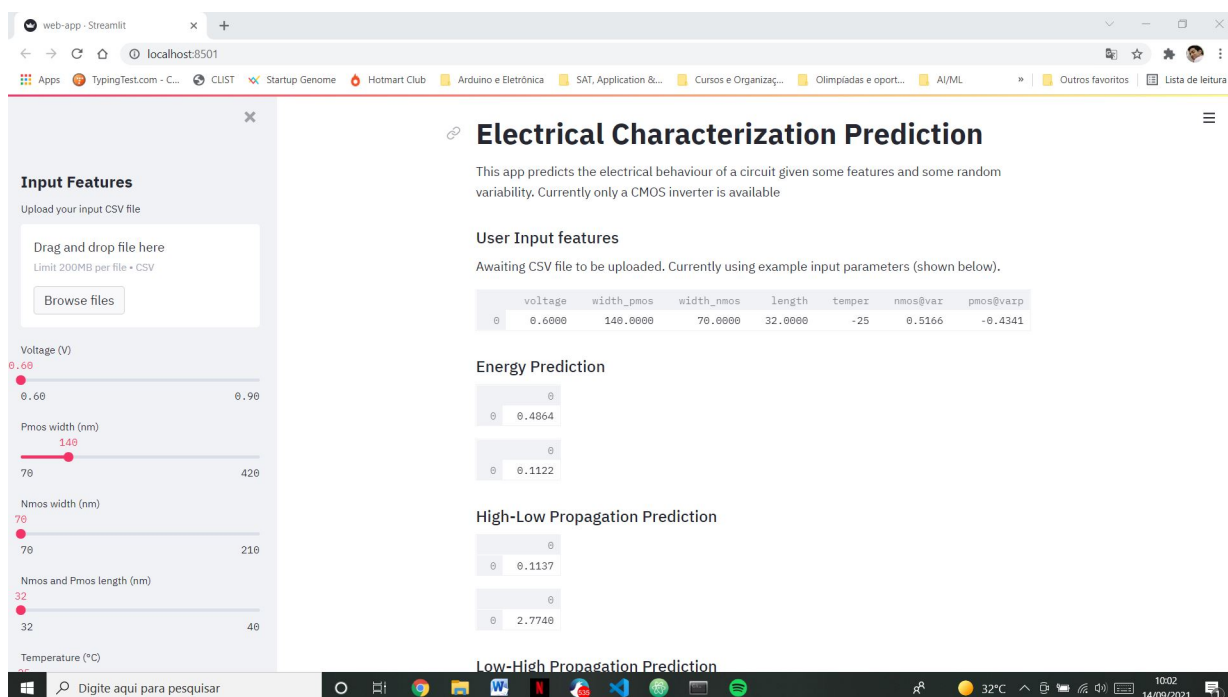 web-app · Streamlit
localhost:8501
Apps TypingTest.com - C... CLIST Startup Genome Hotmart Club Arduino e Eletrônica SAT, Application &... Cursos e Organizaç... Olimpíadas e oport... AI/ML » Outros favoritos Lista de leitura
Input Features
Upload your input CSV file
Drag and drop file here
Limit 200MB per file • CSV
Browse files
Voltage (V)
0.60
0.60 0.90
Pmos width (nm)
140
70 420
Nmos width (nm)
70
70 210
Nmos and Pmos length (nm)
32
32 40
Temperature (°C)
Electrical Characterization Prediction
This app predicts the electrical behaviour of a circuit given some features and some random
variability. Currently only a CMOS inverter is available
User Input features
Awaiting CSV file to be uploaded. Currently using example input parameters (shown below).
voltage width_pmos width_nmos length temper nmos@var pmos@varp
0 0.6000 140.0000 70.0000 32.0000 -25 0.5166 -0.4341
Energy Prediction
0
0 0.4864
0
0 0.1122
High-Low Propagation Prediction
0
0 0.1137
0
0 2.7740
Low-High Propagation Prediction
Digite aqui para pesquisar
32°C
10:02
14/09/2021